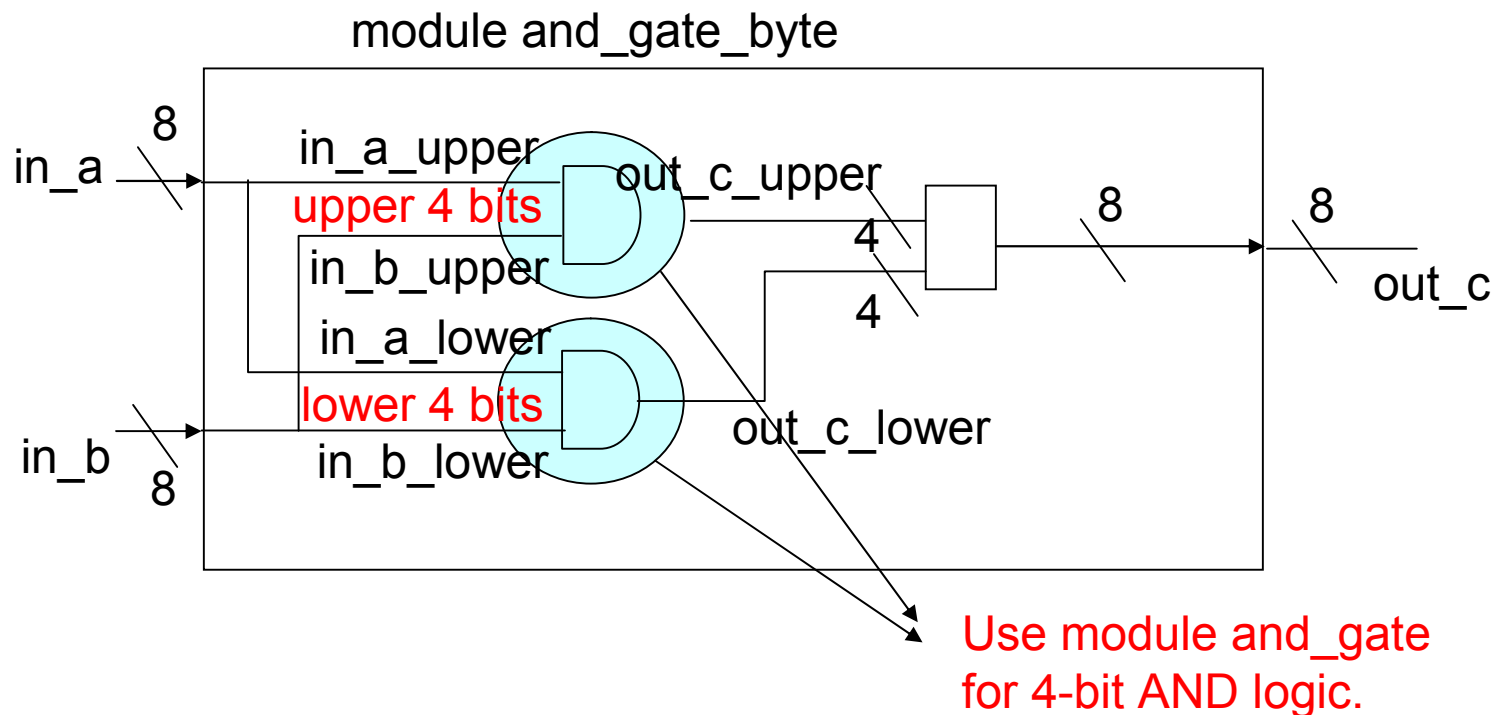 module and_gate_byte
8
in_a
in_a_upper
upper 4 bits
in_b_upper
out_c_upper
4
4
8
8
out_c
in_a_lower
lower 4 bits
in_b_lower
out_c_lower
in_b
8
Use module and_gate
for 4-bit AND logic.